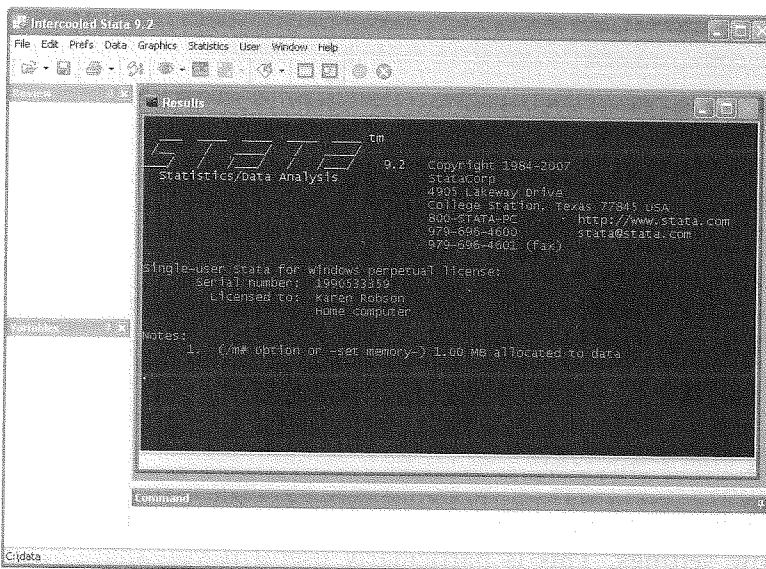 Intercooled Stata 9.2
File Edit Prefs Data Graphics Statistics User Window Help
Review
Results
STATA tm
9.2 Copyright 1984-2007
Statistics/Data Analysis
StataCorp
4905 Lakeway Drive
College Station, Texas 77845 USA
800-STATA-PC http://www.stata.com
979-696-4600 stata@stata.com
979-696-4601 (fax)
Single-user Stata for Windows perpetual license:
Serial number: 1990533359
Licensed to: Karen Robson
Home computer
Notes:
1. (/m# option or -set memory-) 1.00 MB allocated to data
.
Variables
Command
C:\data